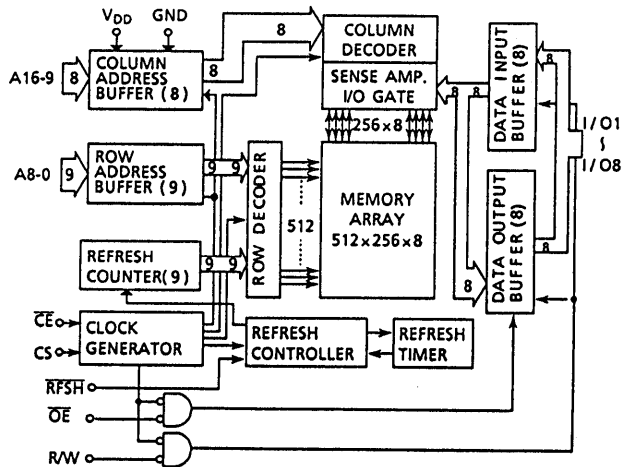 VDD GND
A16-9
8
COLUMN
ADDRESS
BUFFER (8)
8
8
COLUMN
DECODER
SENSE AMP.
I/O GATE
256×8
8
8
DATA INPUT
BUFFER (8)
8
I/O1
~
I/O8
A8-0
9
ROW
ADDRESS
BUFFER (9)
9 9
ROW DECODER
512
MEMORY
ARRAY
512×256×8
8
DATA OUTPUT
BUFFER (8)
8
REFRESH
COUNTER(9)
9 9
CE
CS
CLOCK
GENERATOR
REFRESH
CONTROLLER
REFRESH
TIMER
RFSH
OE
R/W